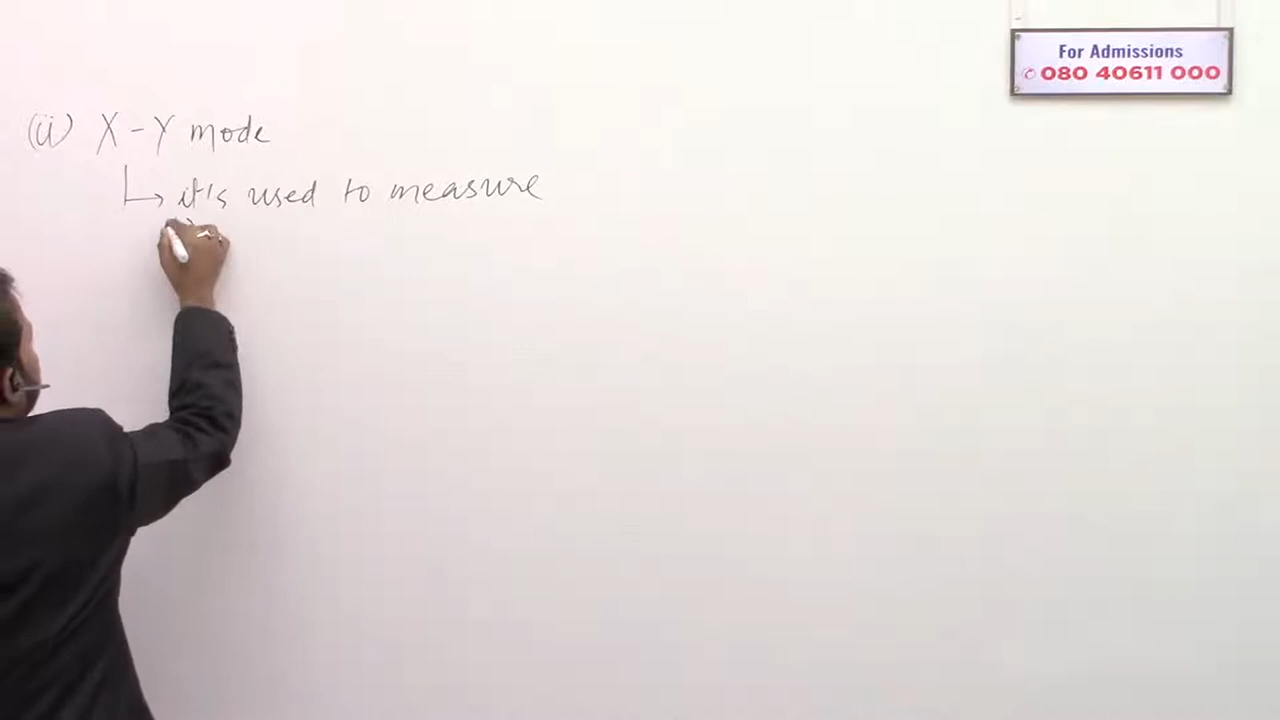 For Admissions
080 40611 000
(ii) X-Y mode
it's used to measure